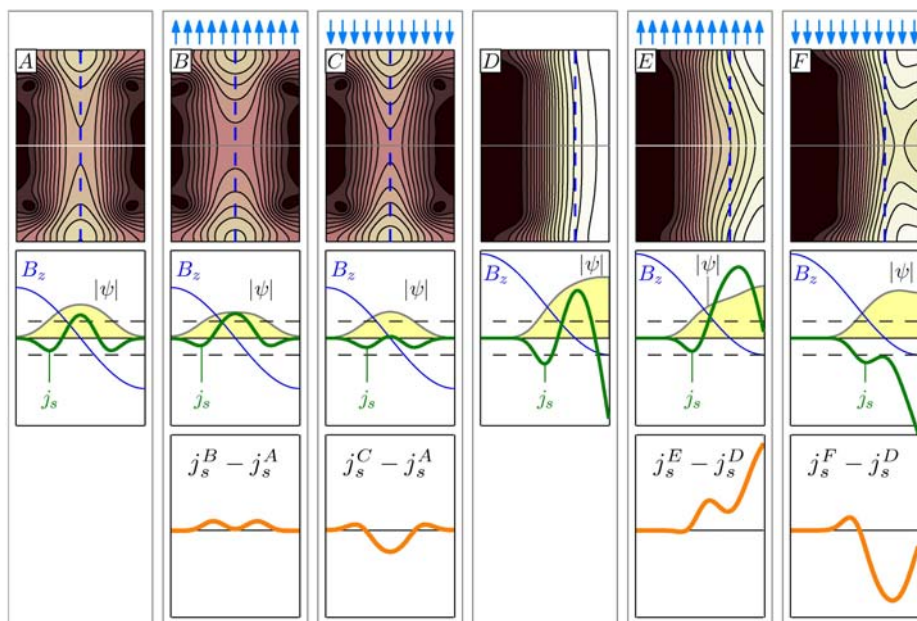 A B C D E F
B_z |ψ| B_z |ψ| B_z |ψ| B_z |ψ| B_z |ψ| B_z |ψ|
j_s j_s j_s j_s j_s j_s
j_s^B − j_s^A j_s^C − j_s^A j_s^E − j_s^D j_s^F − j_s^D